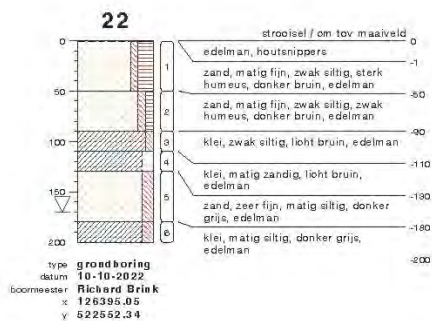 22
strooisel / cm tov maaiveld
0
0
edelman, houtsnippers
-1
1
zand, matig fijn, zwak siltig, sterk
humeus, donker bruin, edelman
50
-50
2
zand, matig fijn, zwak siltig, zwak
humeus, donker bruin, edelman
-90
100
3
klei, zwak siltig, licht bruin, edelman
-110
4
klei, matig zandig, licht bruin,
edelman
-130
150
5
zand, zeer fijn, matig siltig, donker
grijs, edelman
-180
6
klei, matig siltig, donker grijs,
edelman
200
-200
type grondboring
datum 10-10-2022
boormeester Richard Brink
x 126395.05
y 522552.34